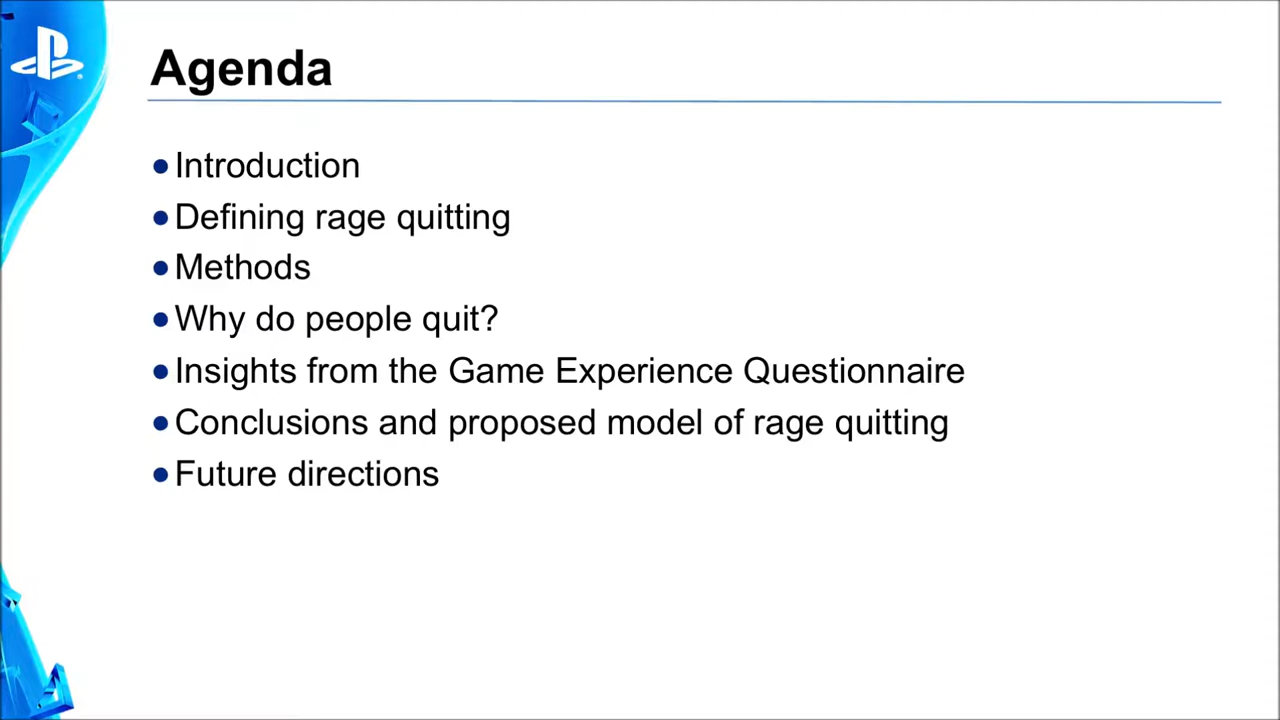 Agenda
Introduction
Defining rage quitting
Methods
Why do people quit?
Insights from the Game Experience Questionnaire
Conclusions and proposed model of rage quitting
Future directions